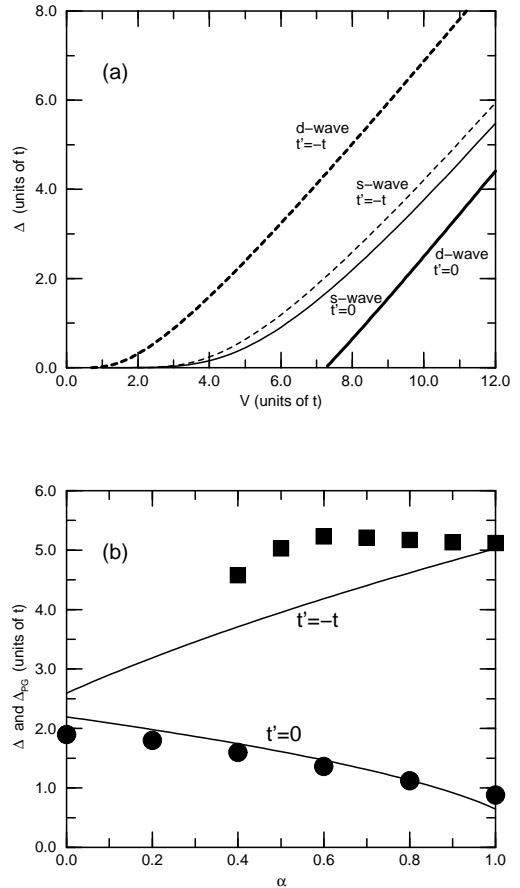 8.0
(a)
6.0
d-wave
t'=-t
4.0
s-wave
t'=-t
d-wave
t'=0
2.0
s-wave
t'=0
0.0
0.0 2.0 4.0 6.0 8.0 10.0 12.0
V (units of t)
Δ (units of t)
6.0
(b)
5.0
4.0
t'=-t
3.0
2.0
t'=0
1.0
0.0
0.0 0.2 0.4 0.6 0.8 1.0
α
Δ and Δ_PG (units of t)